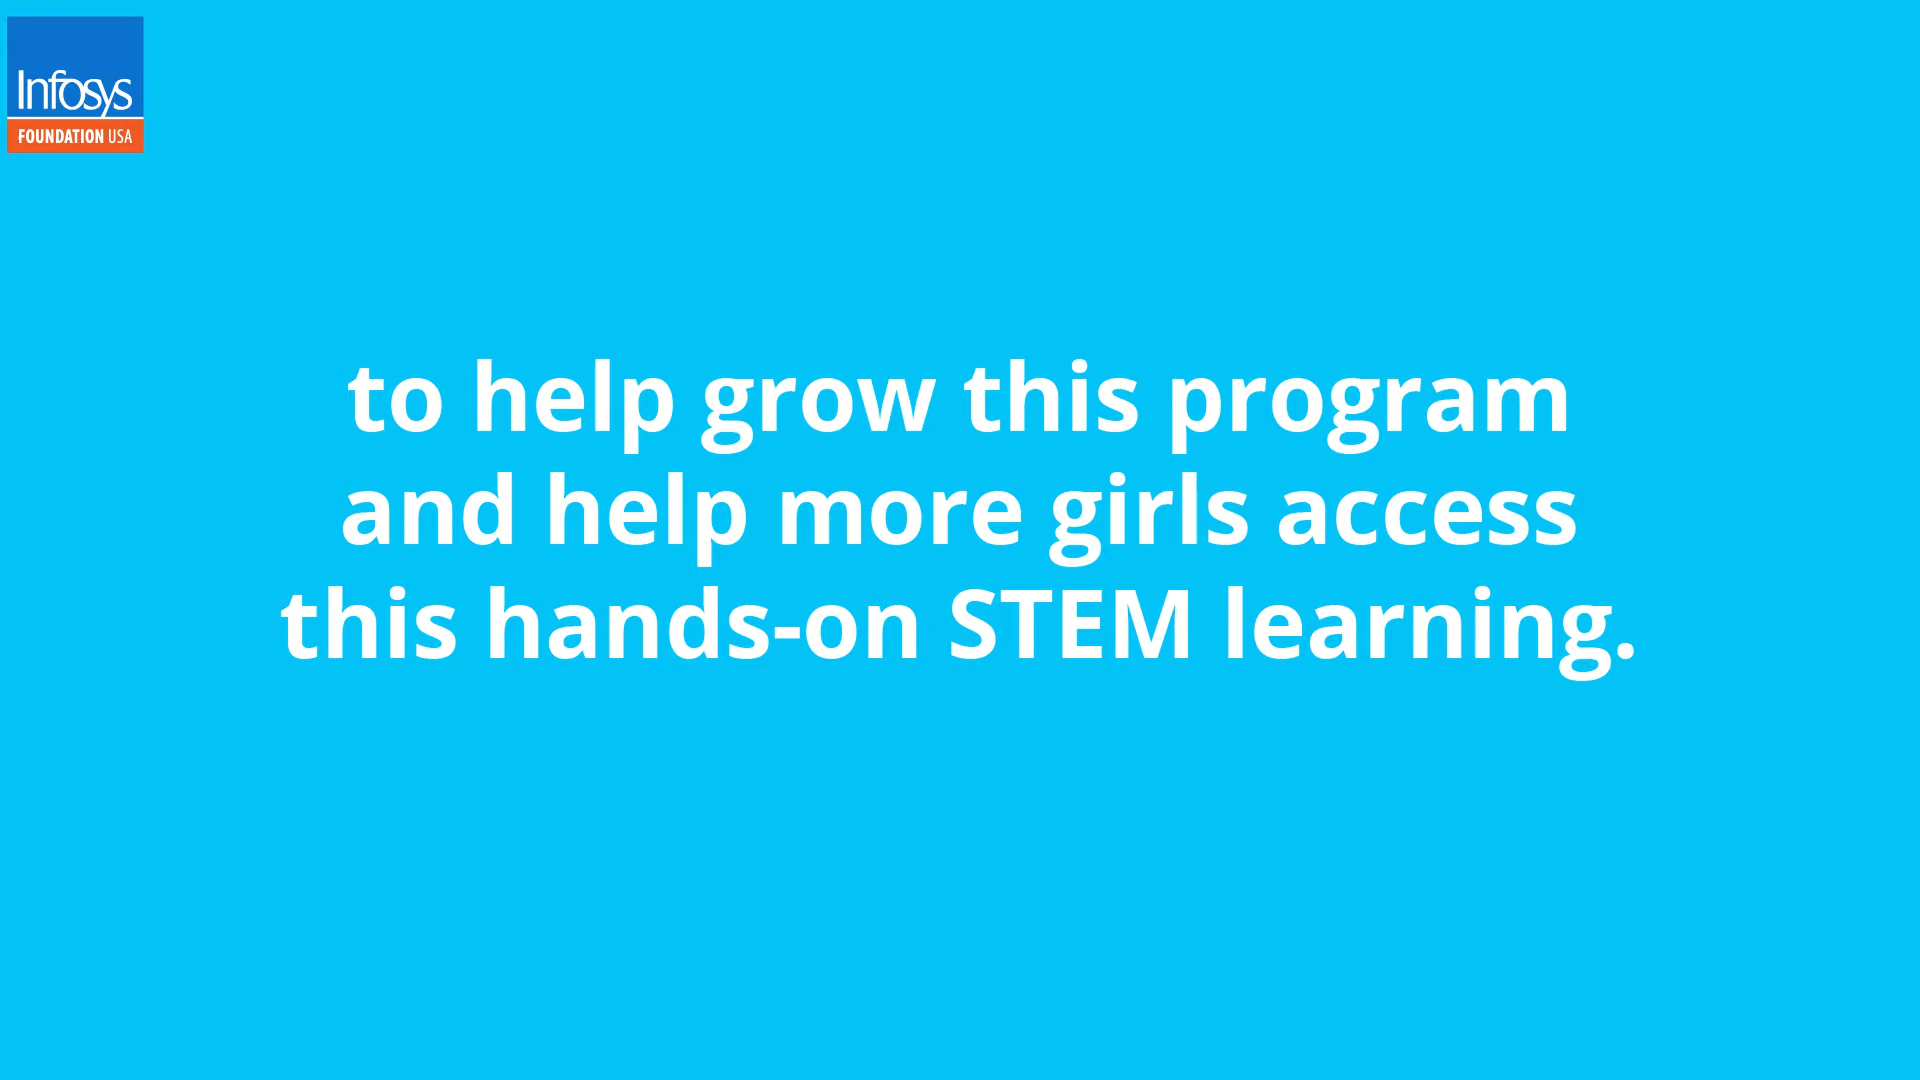 Infosys
FOUNDATION USA
to help grow this program
and help more girls access
this hands-on STEM learning.